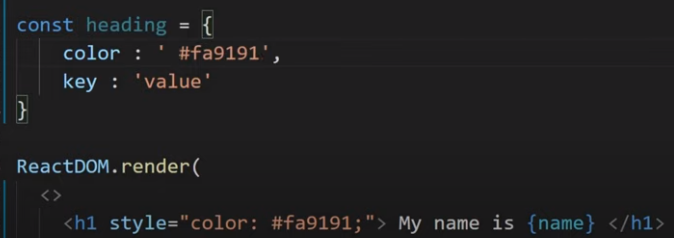 const heading = {
color : ' #fa9191',
key : 'value'
}
ReactDOM.render(
<>
<h1 style="color: #fa9191;"> My name is {name} </h1>